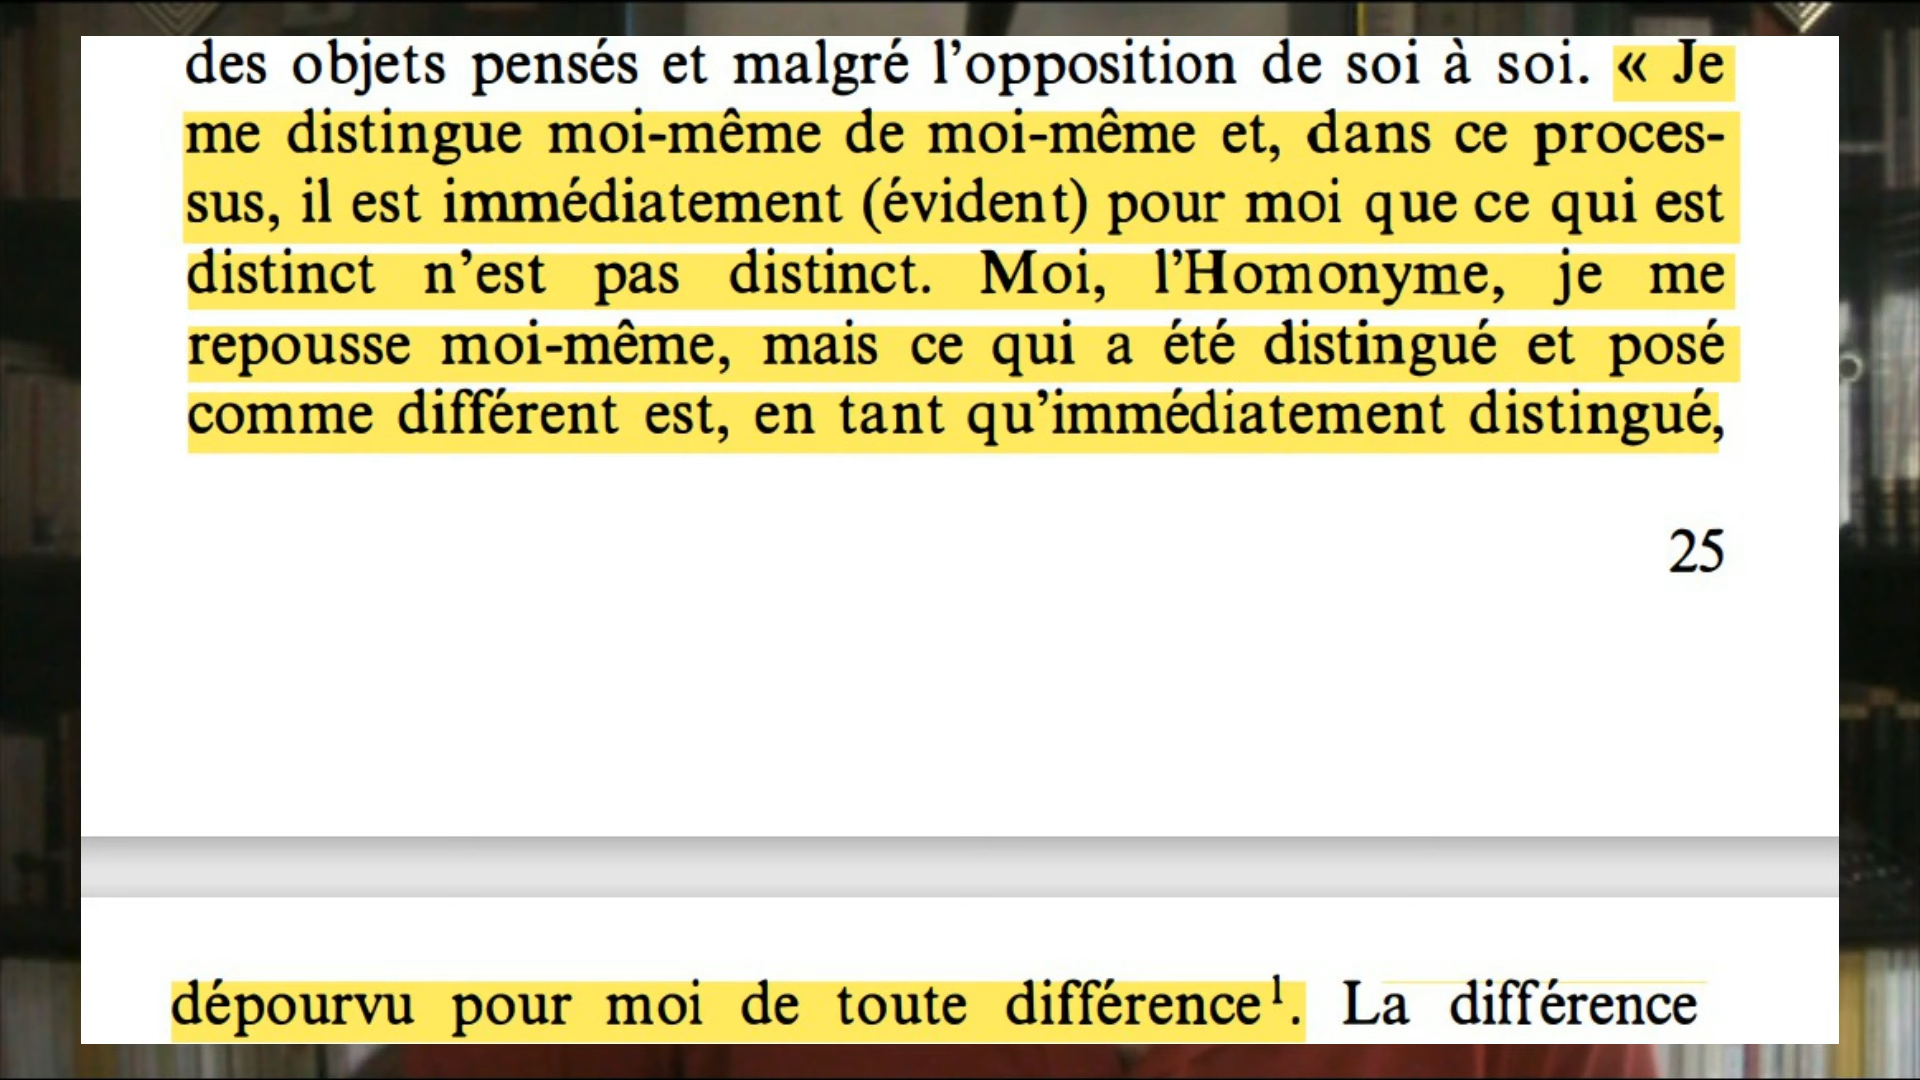 des objets pensés et malgré l'opposition de soi à soi. « Je
me distingue moi-même de moi-même et, dans ce proces-
sus, il est immédiatement (évident) pour moi que ce qui est
distinct n'est pas distinct. Moi, l'Homonyme, je me
repousse moi-même, mais ce qui a été distingué et posé
comme différent est, en tant qu'immédiatement distingué,
25
dépourvu pour moi de toute différence¹. La différence